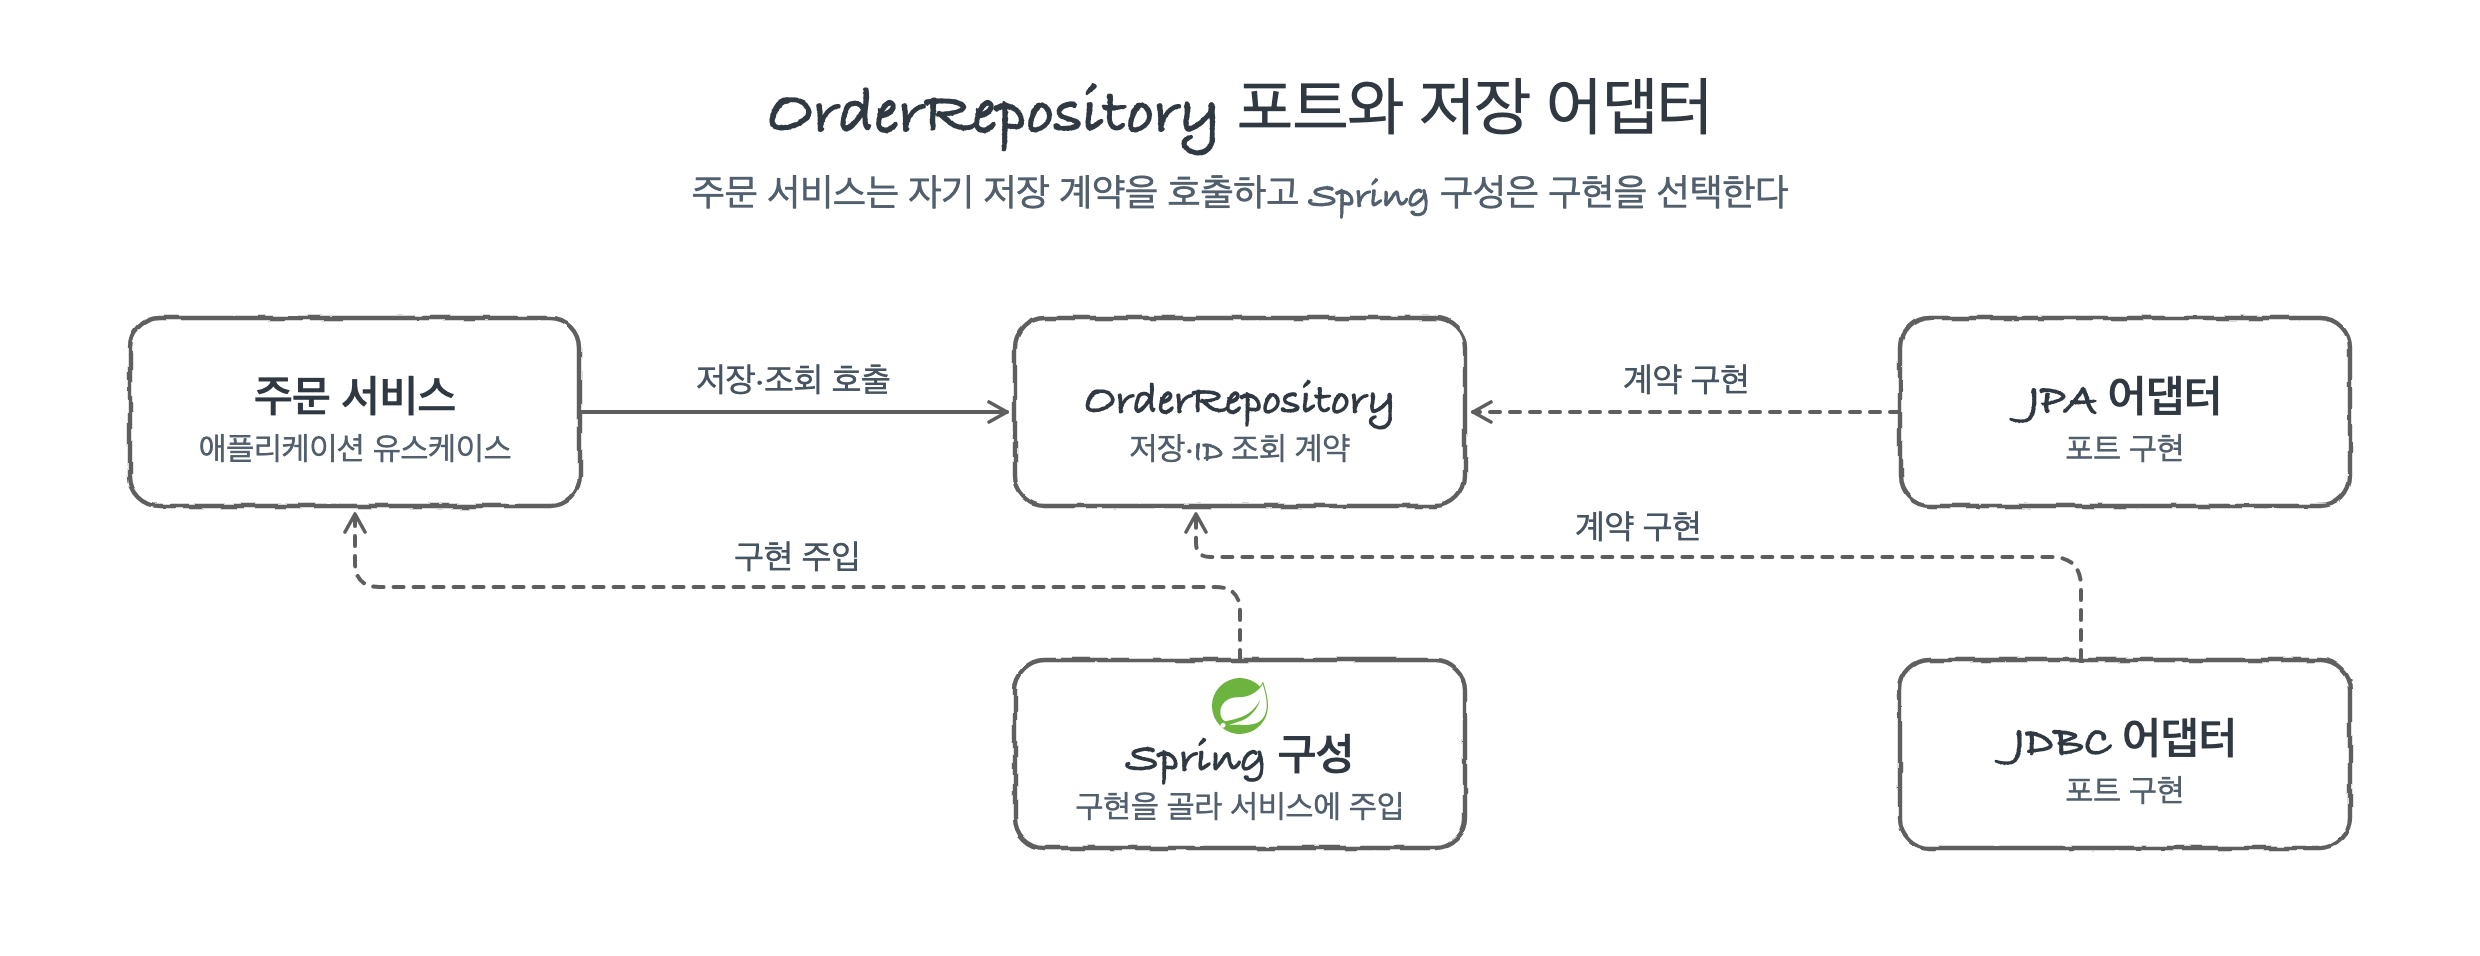 OrderRepository 포트와 저장 어댑터
주문 서비스는 자기 저장 계약을 호출하고 Spring 구성은 구현을 선택한다
주문 서비스
애플리케이션 유스케이스
저장·조회 호출
OrderRepository
저장·ID 조회 계약
계약 구현
JPA 어댑터
포트 구현
구현 주입
계약 구현
Spring 구성
구현을 골라 서비스에 주입
JDBC 어댑터
포트 구현